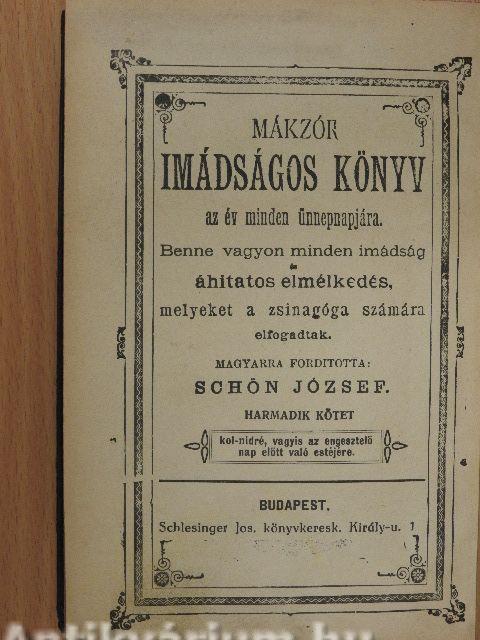 MÁKZÓR
IMÁDSÁGOS KÖNYV
az év minden ünnepnapjára.
Benne vagyon minden imádság
és
áhitatos elmélkedés,
melyeket a zsinagóga számára
elfogadtak.
MAGYARRA FORDITOTTA:
SCHÖN JÓZSEF.
HARMADIK KÖTET
kol-nidré, vagyis az engesztelő
nap előtt való estéjére.
BUDAPEST,
Schlesinger Jos. könyvkeresk. Király-u. 1
Antikvárium.hu